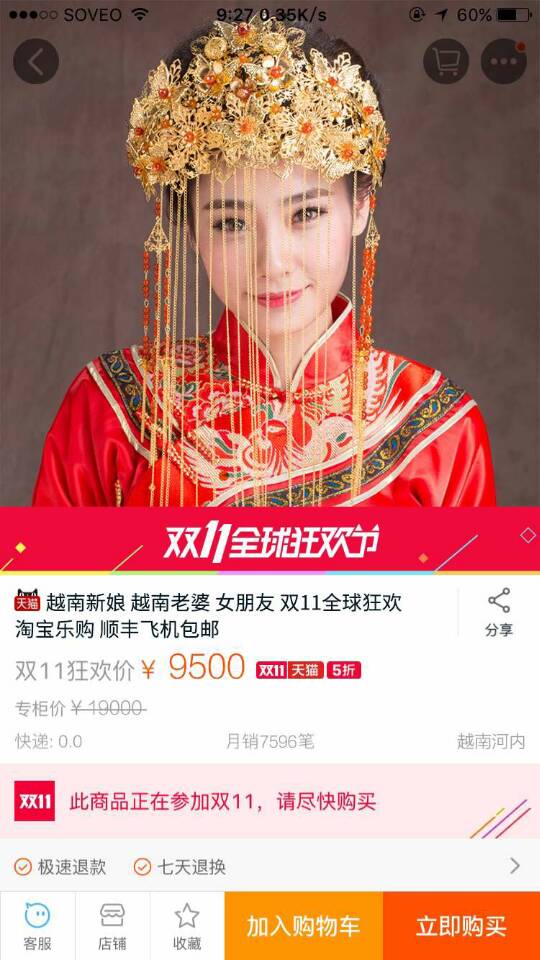 SOVEO 9:27 0.35K/s 60%
双11全球狂欢节
天猫 越南新娘 越南老婆 女朋友 双11全球狂欢
淘宝乐购 顺丰飞机包邮
分享
双11狂欢价 ¥ 9500 双11 天猫 5折
专柜价 ¥ 19000
快递: 0.0 月销7596笔 越南河内
双11 此商品正在参加双11，请尽快购买
极速退款 七天退换
客服 店铺 收藏 加入购物车 立即购买